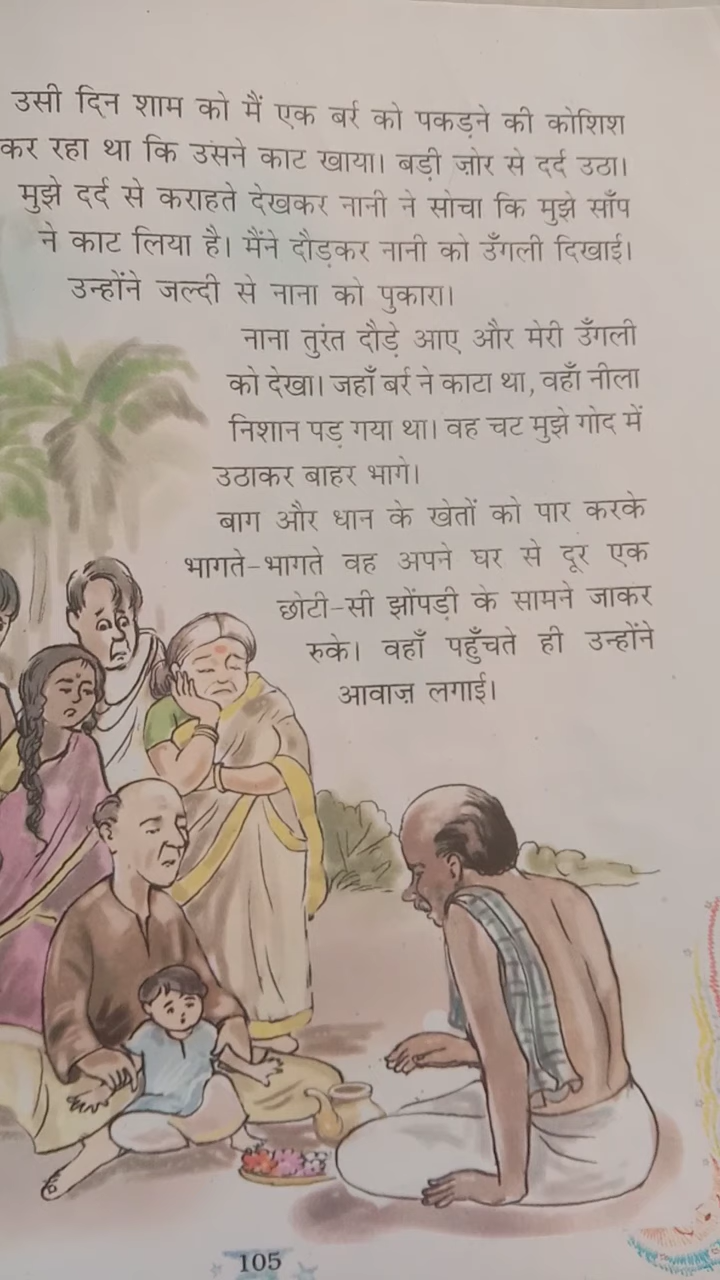 उसी दिन शाम को मैं एक बर्र को पकड़ने की कोशिश
कर रहा था कि उसने काट खाया। बड़ी ज़ोर से दर्द उठा।
मुझे दर्द से कराहते देखकर नानी ने सोचा कि मुझे साँप
ने काट लिया है। मैंने दौड़कर नानी को उँगली दिखाई।
उन्होंने जल्दी से नाना को पुकारा।
नाना तुरंत दौड़े आए और मेरी उँगली
को देखा। जहाँ बर्र ने काटा था, वहाँ नीला
निशान पड़ गया था। वह चट मुझे गोद में
उठाकर बाहर भागे।
बाग और धान के खेतों को पार करके
भागते-भागते वह अपने घर से दूर एक
छोटी-सी झोंपड़ी के सामने जाकर
रुके। वहाँ पहुँचते ही उन्होंने
आवाज़ लगाई।
105